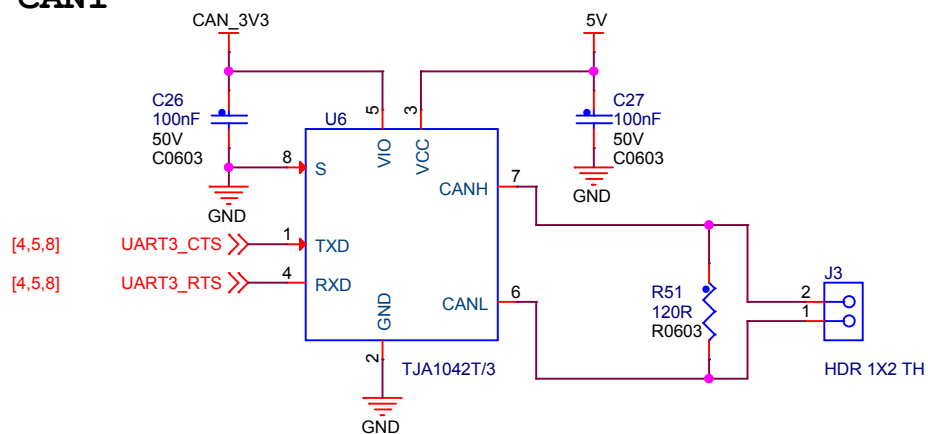 CAN1
CAN_3V3
5V
C26
100nF
50V
C0603
U6
5
3
C27
100nF
50V
C0603
VIO
VCC
8
S
7
CANH
GND
GND
[4,5,8]
UART3_CTS
1
TXD
[4,5,8]
UART3_RTS
4
RXD
GND
CANL
6
R51
120R
R0603
J3
2
1
2
TJA1042T/3
HDR 1X2 TH
GND